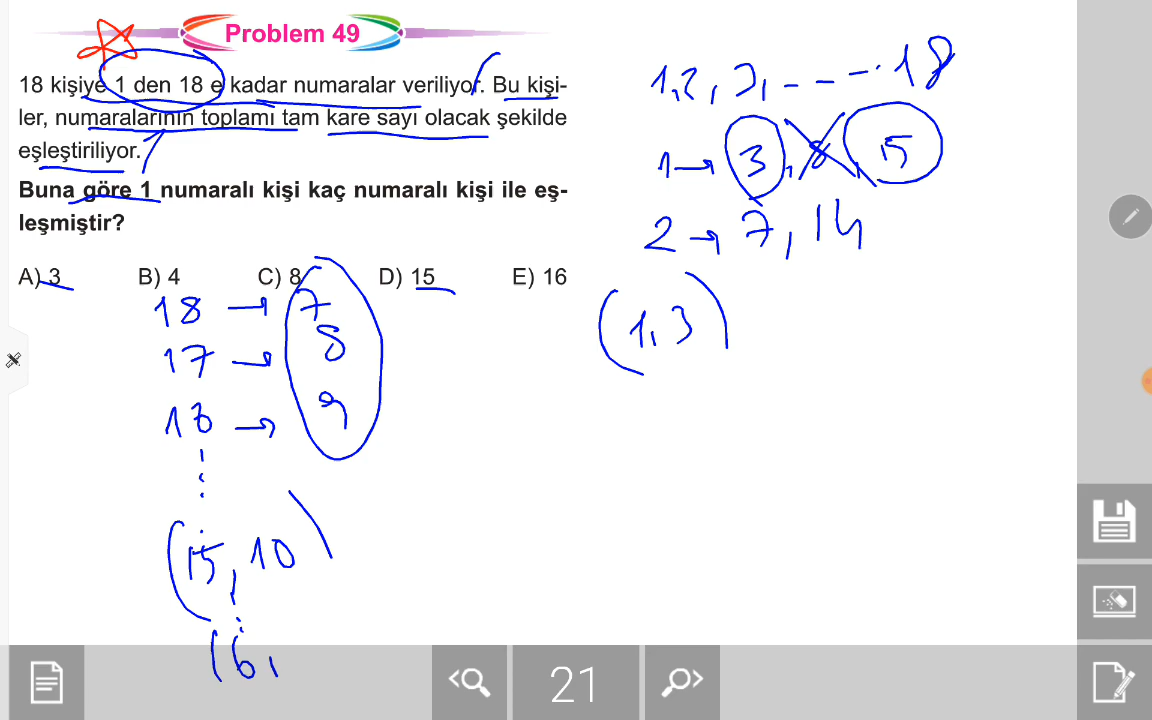 Problem 49
18 kişiye 1 den 18 e kadar numaralar veriliyor. Bu kişi-
ler, numaralarının toplamı tam kare sayı olacak şekilde
eşleştiriliyor.
Buna göre 1 numaralı kişi kaç numaralı kişi ile eş-
leşmiştir?
A) 3 B) 4 C) 8 D) 15 E) 16
18 → 7
17 → 8
16 → 9
(15, 10)
(6,
1, 2, 3, - - - . 18
1 → 3, 8, 15
2 → 7, 14
(1, 3)
21